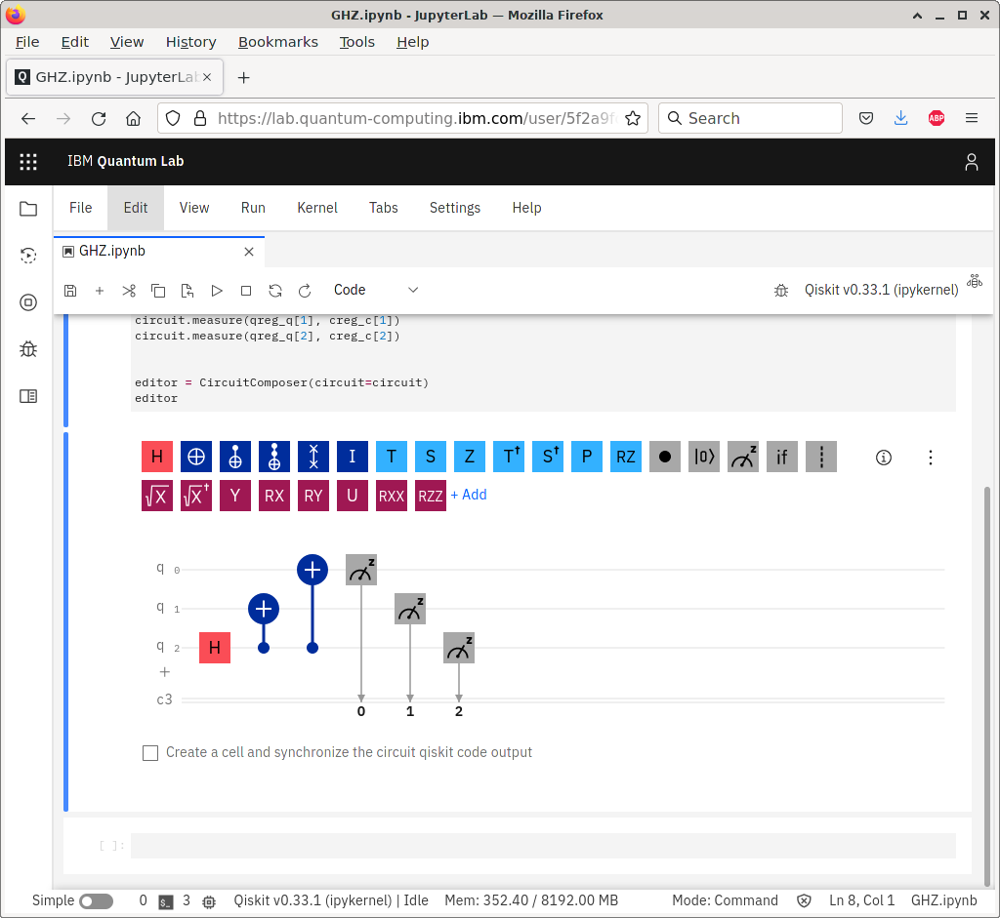 GHZ.ipynb - JupyterLab — Mozilla Firefox
File Edit View History Bookmarks Tools Help
Q GHZ.ipynb - JupyterLab
https://lab.quantum-computing.ibm.com/user/5f2a9f Search ABP
IBM Quantum Lab
File Edit View Run Kernel Tabs Settings Help
GHZ.ipynb
Code Qiskit v0.33.1 (ipykernel)
circuit.measure(qreg_q[1], creg_c[1])
circuit.measure(qreg_q[2], creg_c[2])
editor = CircuitComposer(circuit=circuit)
editor
H I T S Z T† S† P RZ |0⟩ z if
√X √X† Y RX RY U RXX RZZ + Add
q 0 z
q 1 z
q 2 H z
+
c3
0 1 2
Create a cell and synchronize the circuit qiskit code output
[ ]:
Simple 0 $_ 3 Qiskit v0.33.1 (ipykernel) | Idle Mem: 352.40 / 8192.00 MB Mode: Command Ln 8, Col 1 GHZ.ipynb